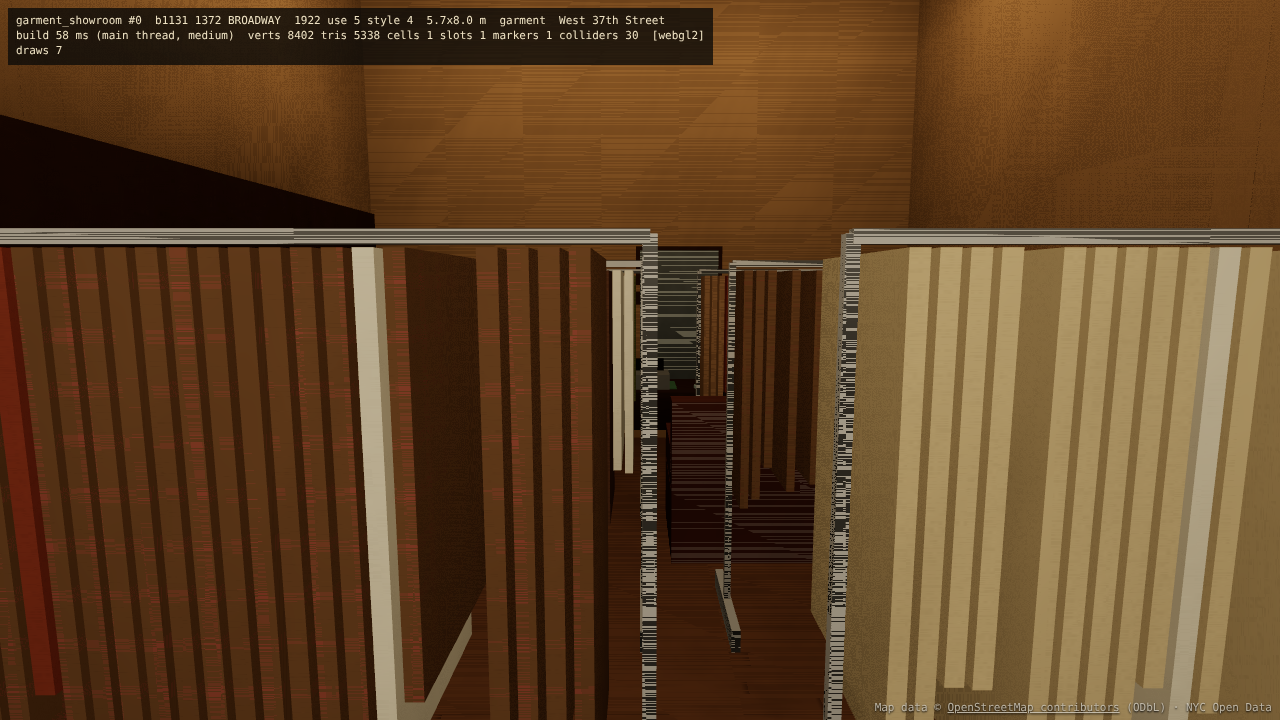 garment_showroom #0  b1131 1372 BROADWAY  1922 use 5 style 4  5.7x8.0 m  garment  West 37th Street
build 58 ms (main thread, medium)  verts 8402 tris 5338 cells 1 slots 1 markers 1 colliders 30  [webgl2]
draws 7
Map data © OpenStreetMap contributors (ODbL) - NYC Open Data